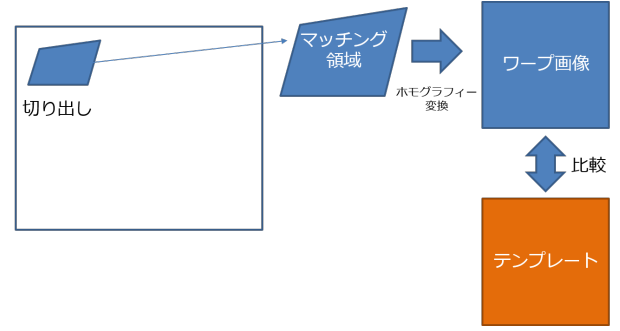 切り出し
マッチング
領域
ホモグラフィー
変換
ワープ画像
比較
テンプレート